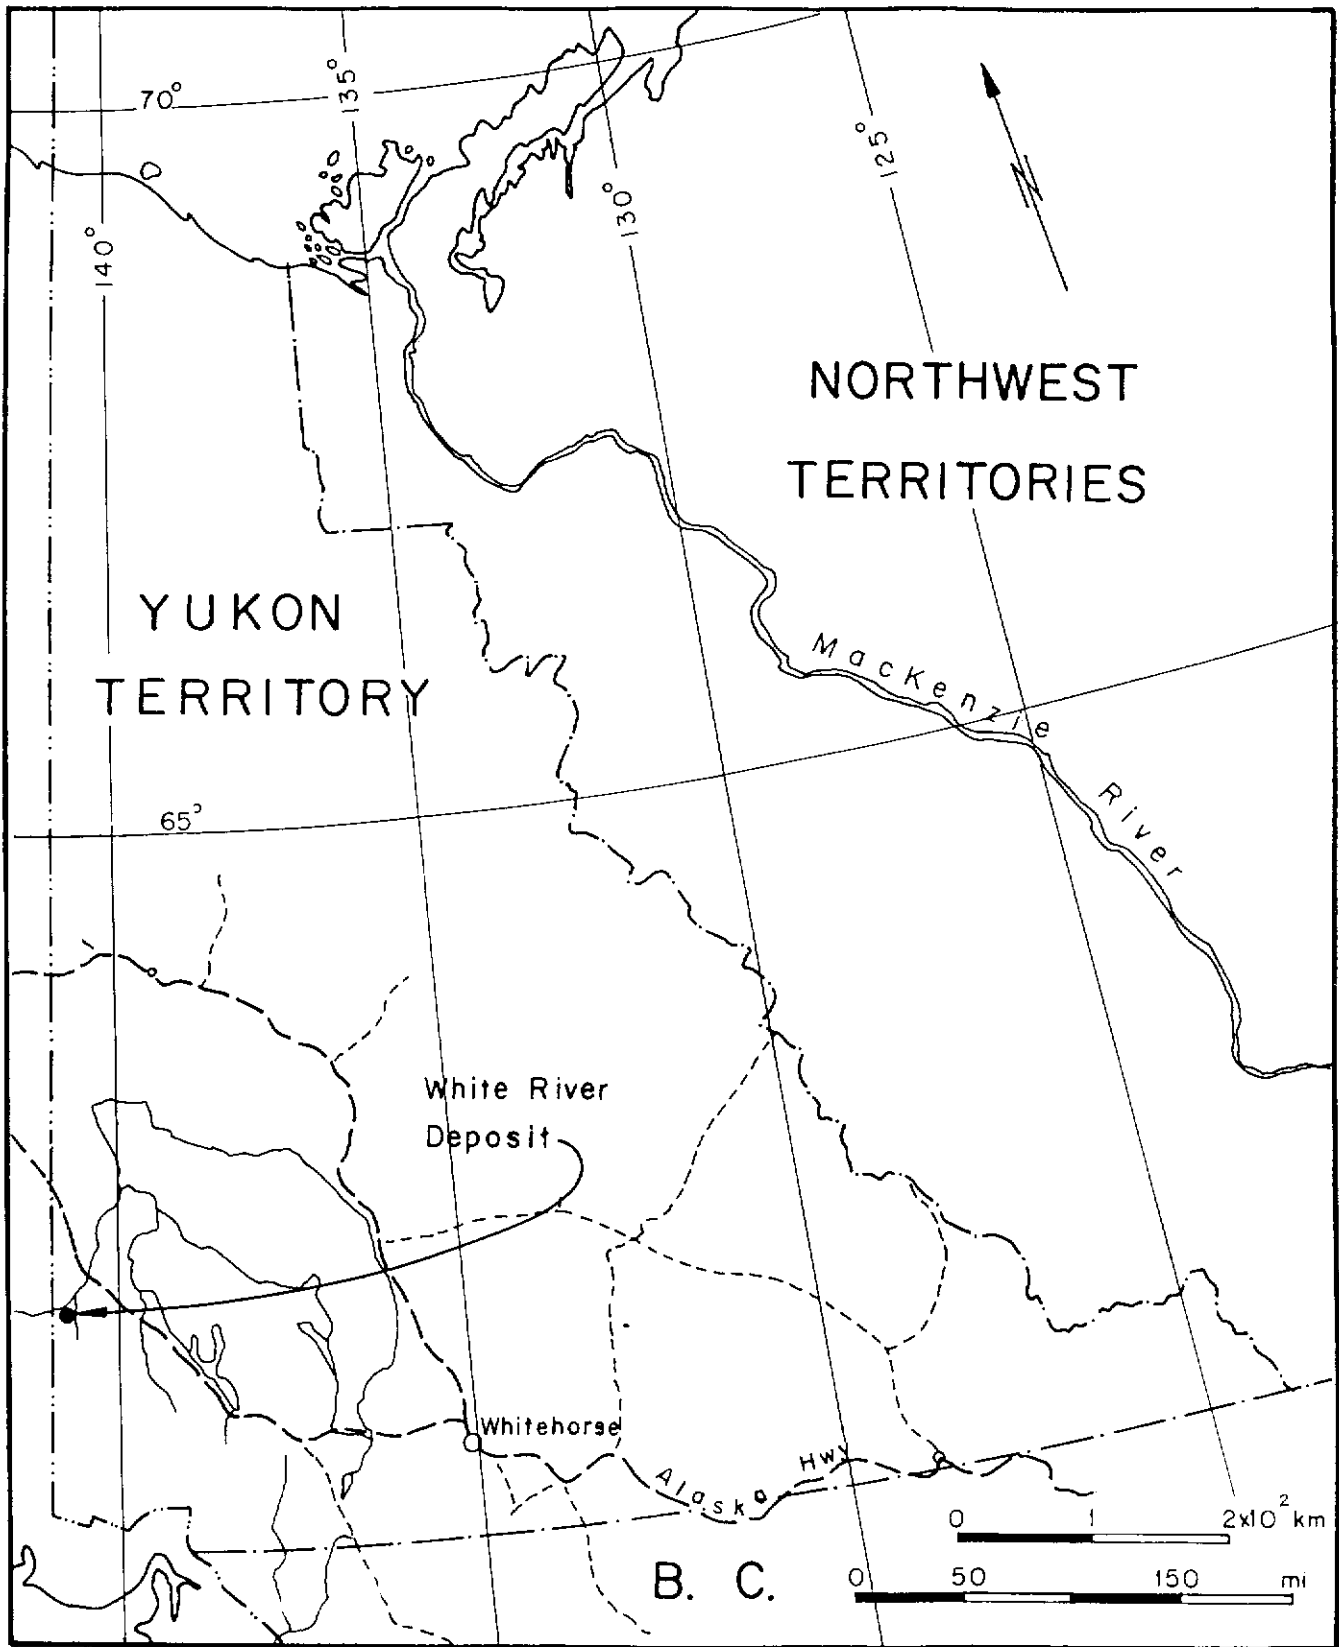 70°
135°
125°
130°
140°
NORTHWEST
TERRITORIES
YUKON
TERRITORY
MacKenzie River
65°
White River
Deposit
Whitehorse
Alaska Hwy
0 1 2x10² km
B. C.
0 50 150 mi